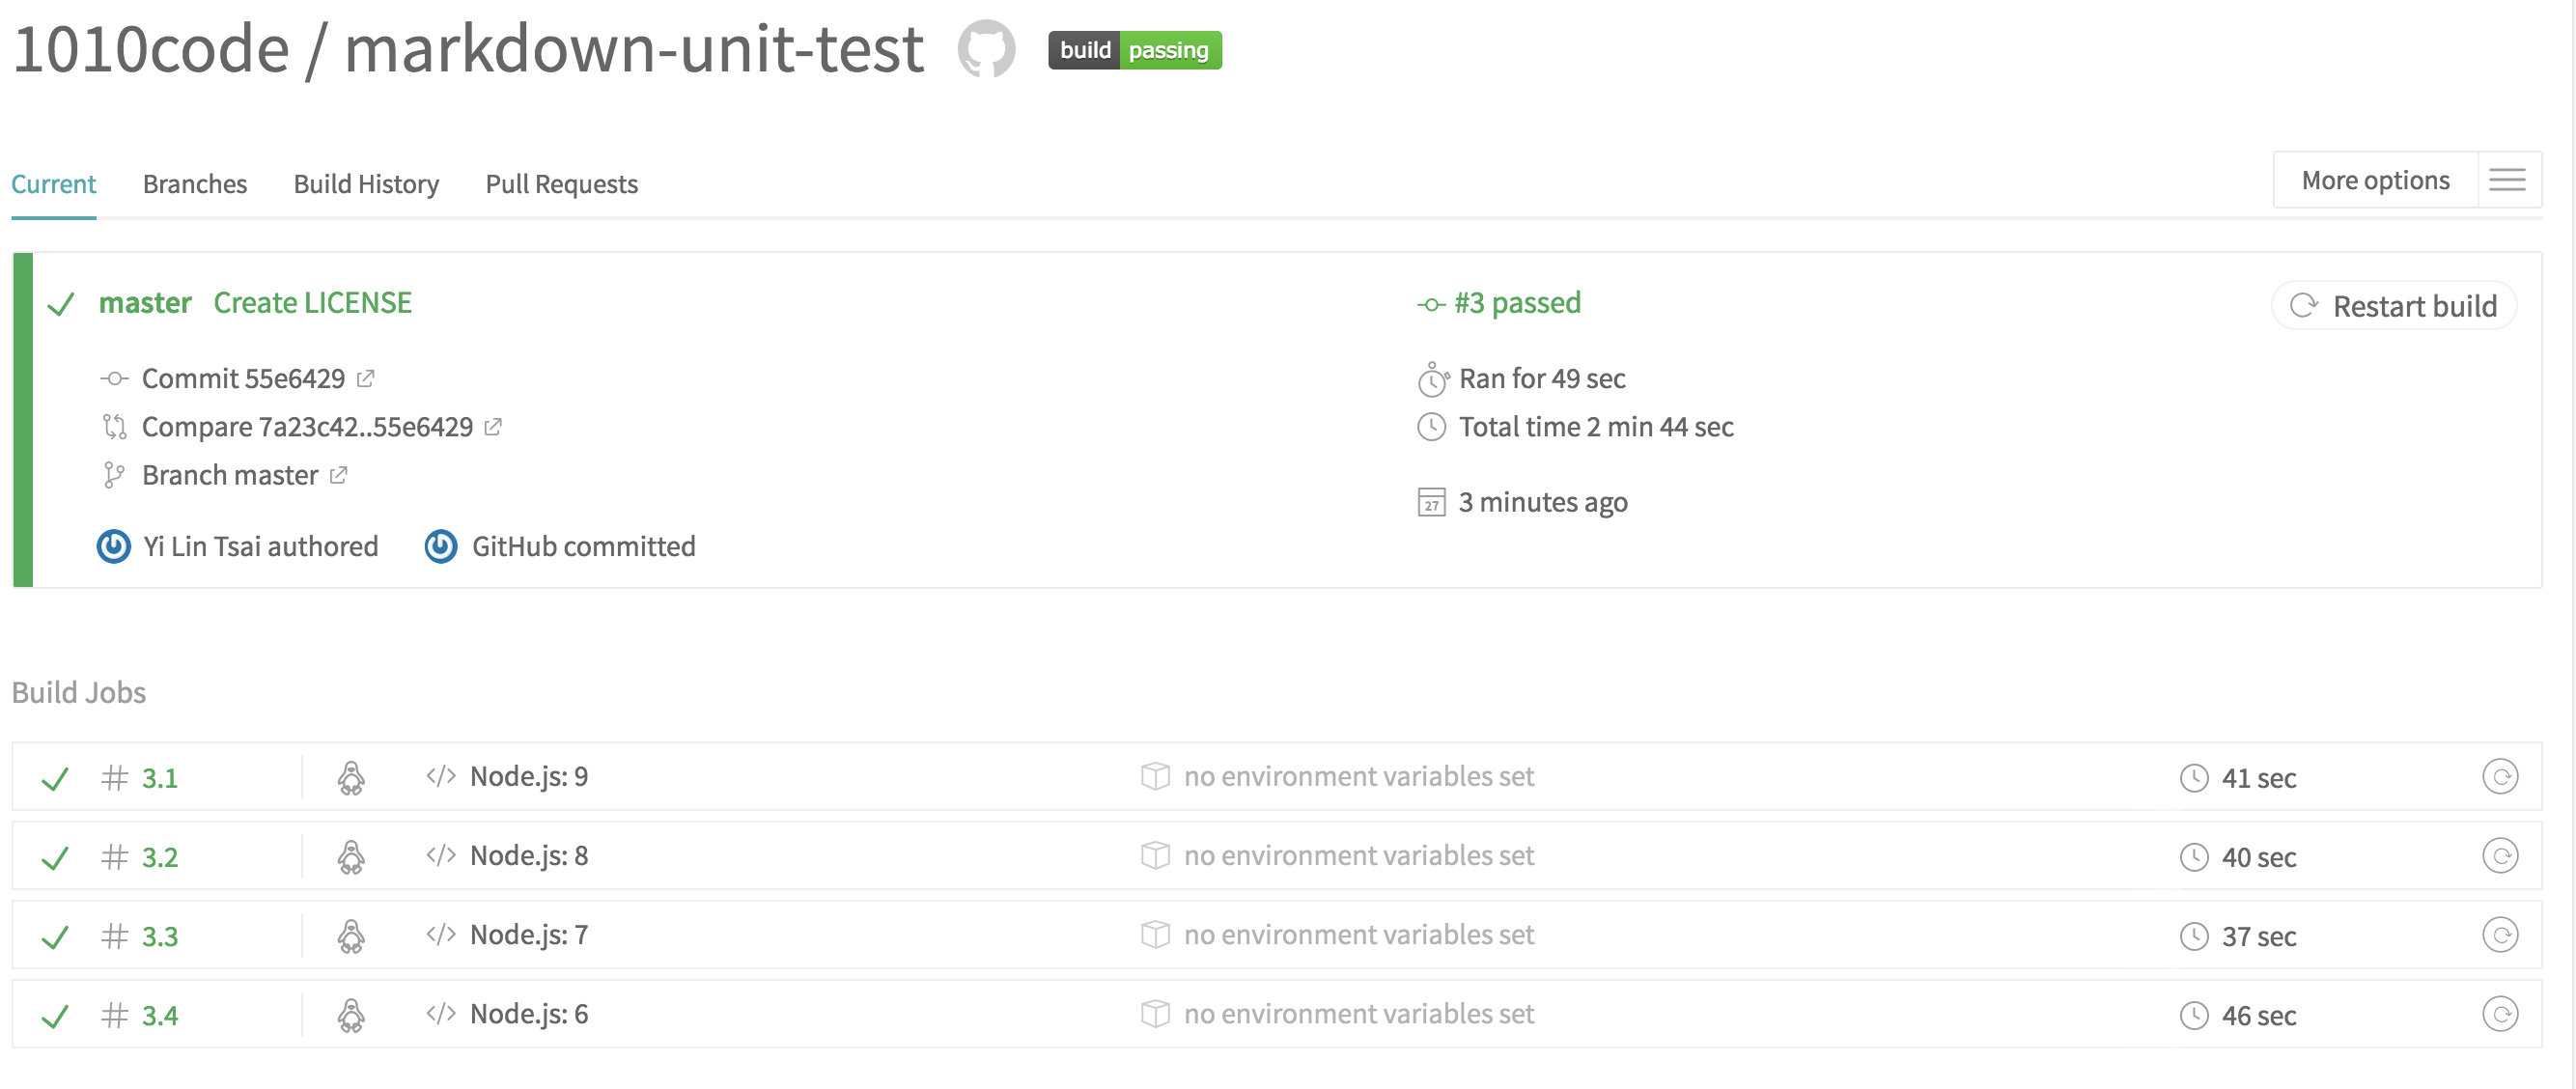 1010code / markdown-unit-test build passing
Current Branches Build History Pull Requests More options
master Create LICENSE
Commit 55e6429
Compare 7a23c42..55e6429
Branch master
Yi Lin Tsai authored GitHub committed
#3 passed
Ran for 49 sec
Total time 2 min 44 sec
27 3 minutes ago
Restart build
Build Jobs
# 3.1 </> Node.js: 9 no environment variables set 41 sec
# 3.2 </> Node.js: 8 no environment variables set 40 sec
# 3.3 </> Node.js: 7 no environment variables set 37 sec
# 3.4 </> Node.js: 6 no environment variables set 46 sec